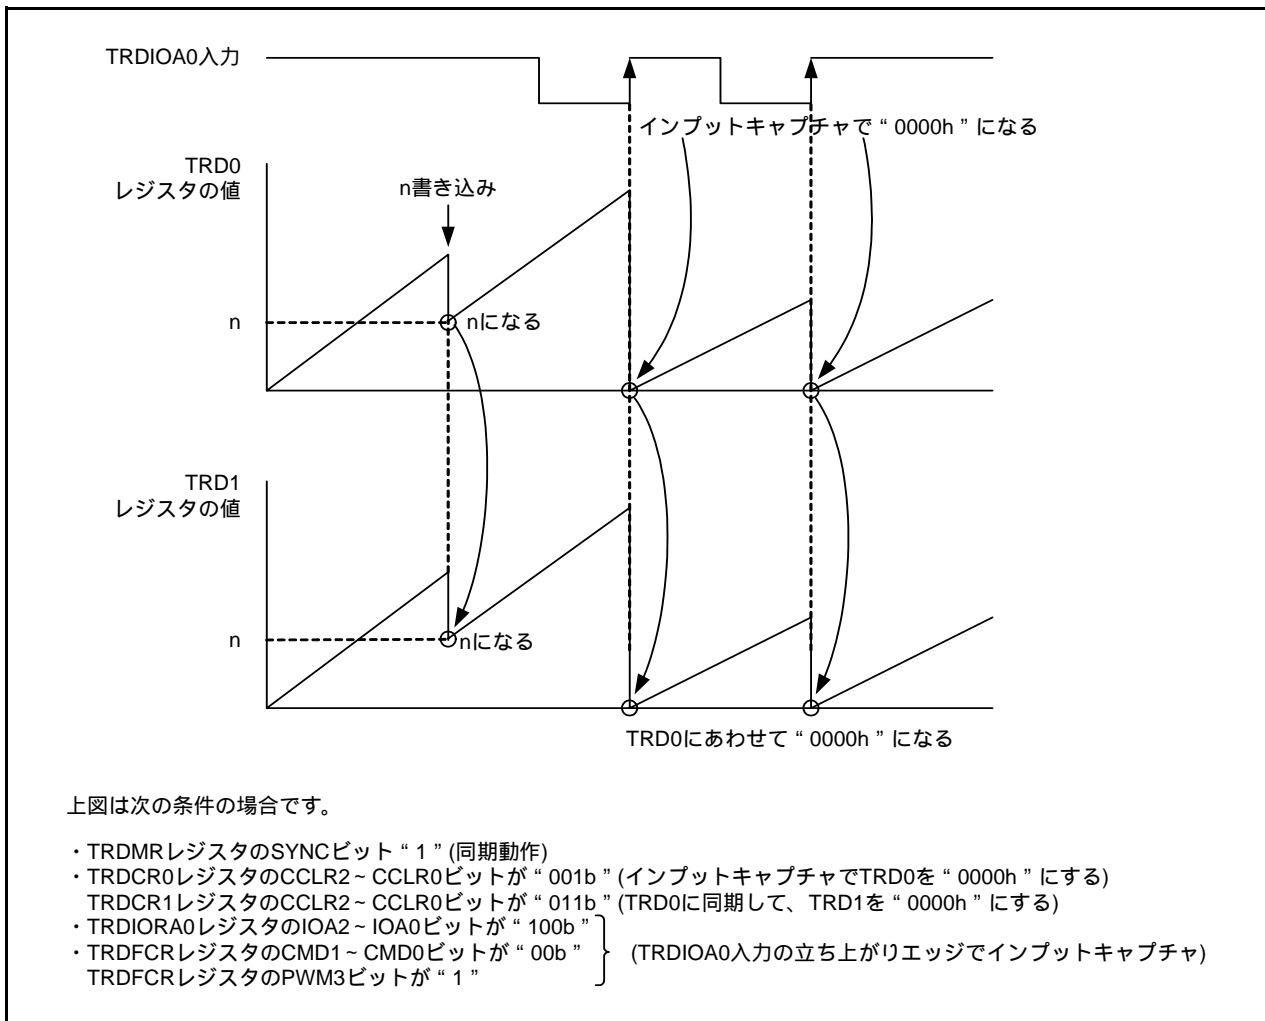 TRDIOA0入力
インプットキャプチャで“0000h”になる
TRD0
レジスタの値
n書き込み
n
nになる
TRD1
レジスタの値
n
nになる
TRD0にあわせて“0000h”になる
上図は次の条件の場合です。
・TRDMRレジスタのSYNCビット“1”(同期動作)
・TRDCR0レジスタのCCLR2~CCLR0ビットが“001b”(インプットキャプチャでTRD0を“0000h”にする)
TRDCR1レジスタのCCLR2~CCLR0ビットが“011b”(TRD0に同期して、TRD1を“0000h”にする)
・TRDIORA0レジスタのIOA2~IOA0ビットが“100b”
・TRDFCRレジスタのCMD1~CMD0ビットが“00b” (TRDIOA0入力の立ち上がりエッジでインプットキャプチャ)
TRDFCRレジスタのPWM3ビットが“1”